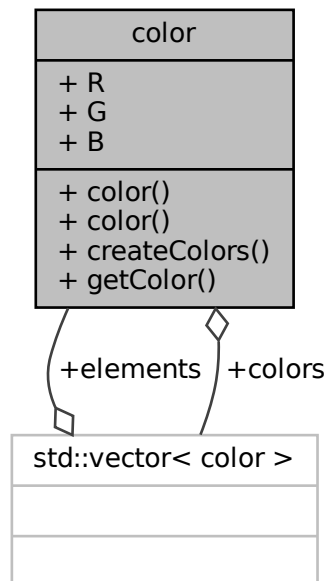 color
+ R
+ G
+ B
+ color()
+ color()
+ createColors()
+ getColor()
+elements
+colors
std::vector< color >